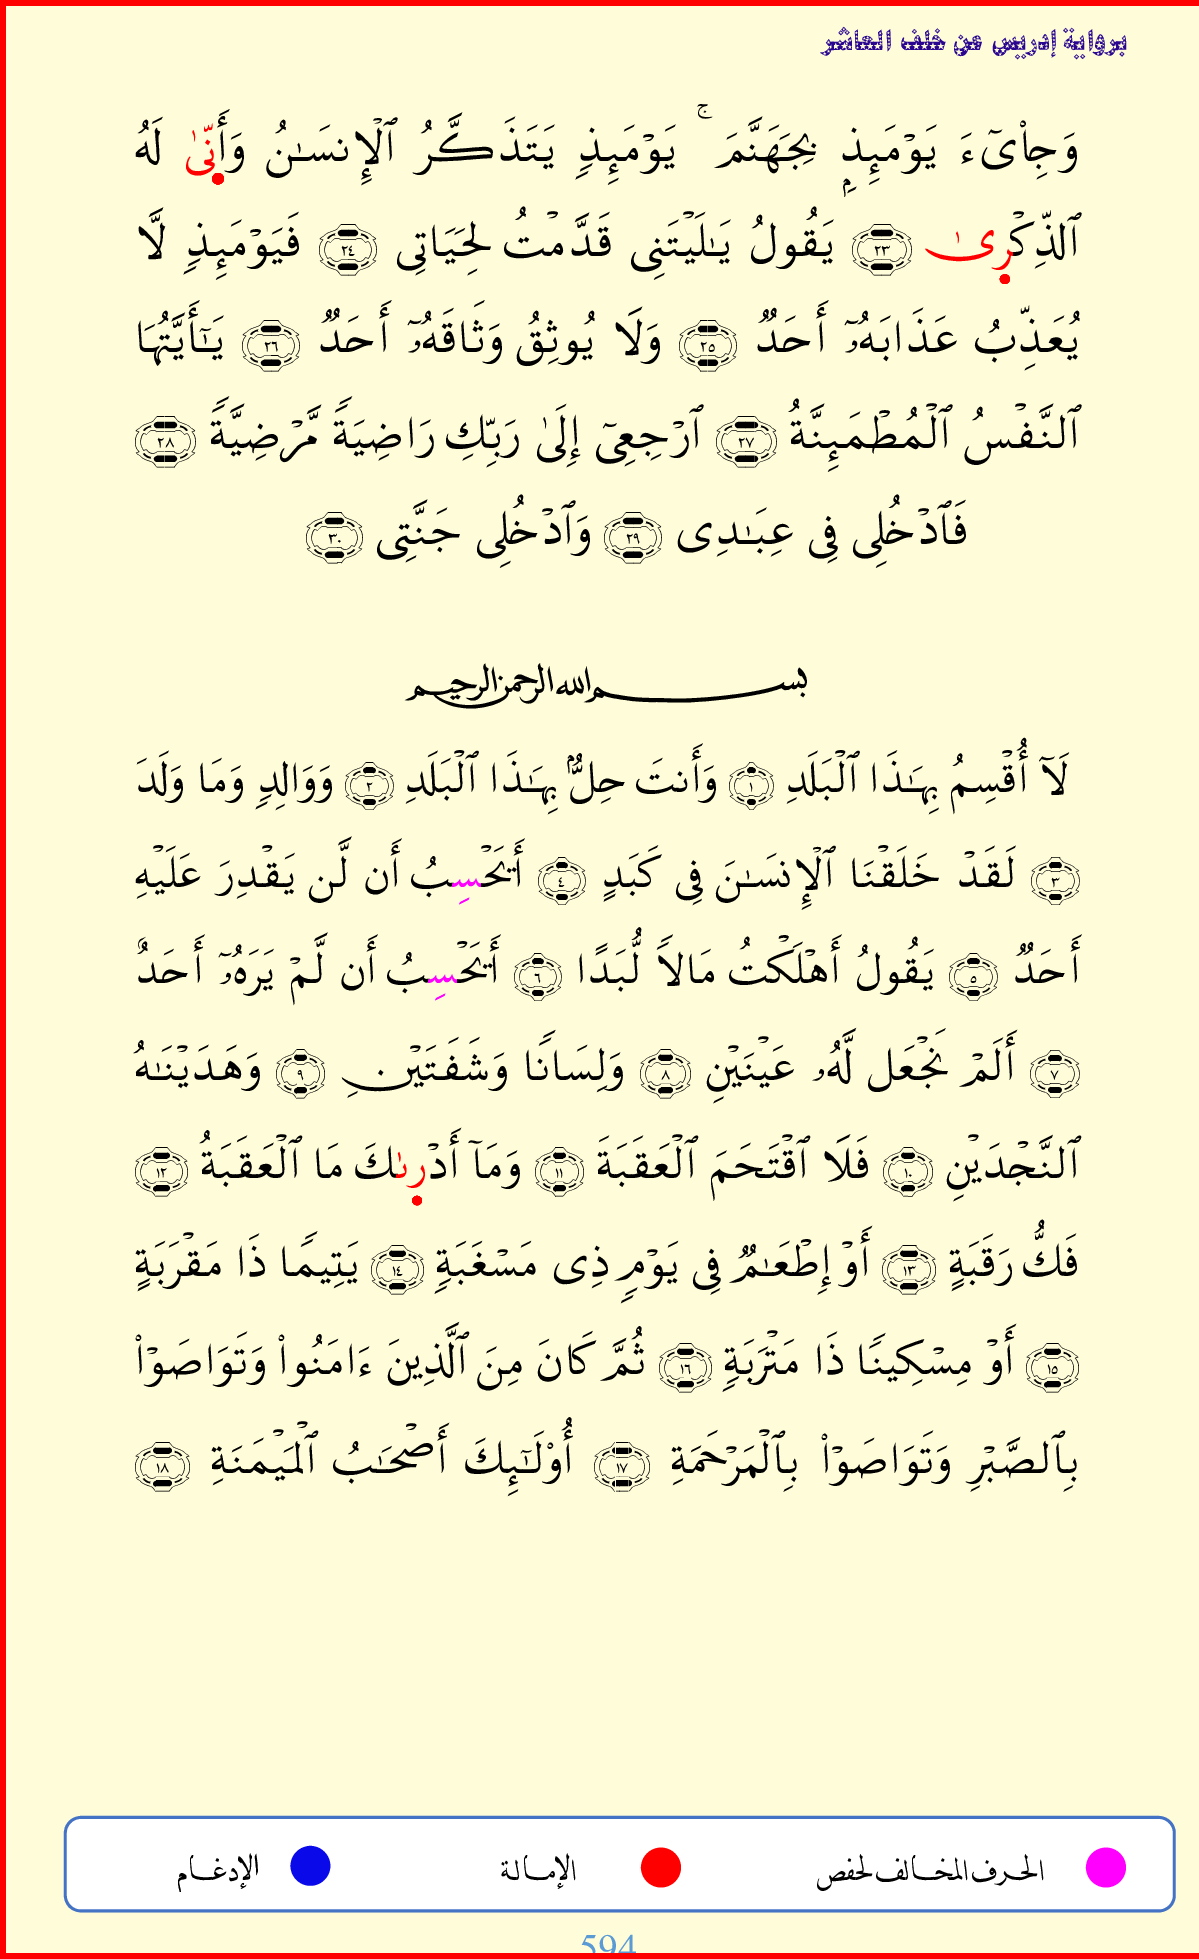 برواية إدريس عن خلف العاشر
وَجِاْىٓءَ يَوْمَئِذِۭ بِجَهَنَّمَ ۚ يَوْمَئِذٍ يَتَذَكَّرُ ٱلْإِنسَـٰنُ وَأَنّىٰ لَهُ
ٱلذِّكْرىٰ ٢٣ يَقُولُ يَـٰلَيْتَنِى قَدَّمْتُ لِحَيَاتِى ٢٤ فَيَوْمَئِذٍ لَّا
يُعَذِّبُ عَذَابَهُۥٓ أَحَدٌ ٢٥ وَلَا يُوثِقُ وَثَاقَهُۥٓ أَحَدٌ ٢٦ يَـٰٓأَيَّتُهَا
ٱلنَّفْسُ ٱلْمُطْمَئِنَّةُ ٢٧ ٱرْجِعِىٓ إِلَىٰ رَبِّكِ رَاضِيَةً مَّرْضِيَّةً ٢٨
فَٱدْخُلِى فِى عِبَـٰدِى ٢٩ وَٱدْخُلِى جَنَّتِى ٣٠
بسم الله الرحمن الرحيم
لَآ أُقْسِمُ بِهَـٰذَا ٱلْبَلَدِ ١ وَأَنتَ حِلٌّۢ بِهَـٰذَا ٱلْبَلَدِ ٢ وَوَالِدٍ وَمَا وَلَدَ
٣ لَقَدْ خَلَقْنَا ٱلْإِنسَـٰنَ فِى كَبَدٍ ٤ أَيَحْسِبُ أَن لَّن يَقْدِرَ عَلَيْهِ
أَحَدٌ ٥ يَقُولُ أَهْلَكْتُ مَالًا لُّبَدًا ٦ أَيَحْسِبُ أَن لَّمْ يَرَهُۥٓ أَحَدٌ
٧ أَلَمْ نَجْعَل لَّهُۥ عَيْنَيْنِ ٨ وَلِسَانًا وَشَفَتَيْنِ ٩ وَهَدَيْنَـٰهُ
ٱلنَّجْدَيْنِ ١٠ فَلَا ٱقْتَحَمَ ٱلْعَقَبَةَ ١١ وَمَآ أَدْرىٰكَ مَا ٱلْعَقَبَةُ ١٢
فَكُّ رَقَبَةٍ ١٣ أَوْ إِطْعَـٰمٌ فِى يَوْمٍ ذِى مَسْغَبَةٍ ١٤ يَتِيمًا ذَا مَقْرَبَةٍ
١٥ أَوْ مِسْكِينًا ذَا مَتْرَبَةٍ ١٦ ثُمَّ كَانَ مِنَ ٱلَّذِينَ ءَامَنُوا۟ وَتَوَاصَوْا۟
بِٱلصَّبْرِ وَتَوَاصَوْا۟ بِٱلْمَرْحَمَةِ ١٧ أُو۟لَـٰٓئِكَ أَصْحَـٰبُ ٱلْمَيْمَنَةِ ١٨
الحرف المخالف لحفص الإمالة الإدغام
594